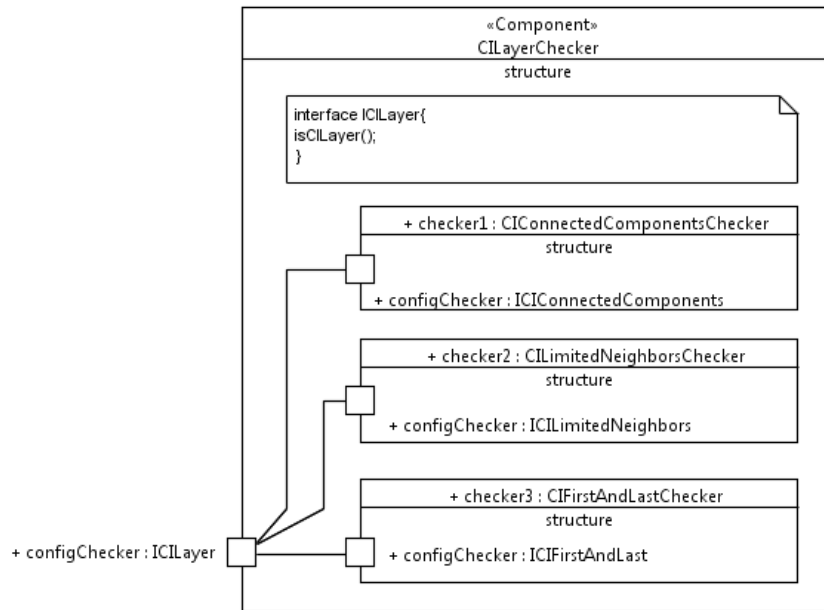 «Component»
CILayerChecker
structure
interface ICILayer{
isCILayer();
}
+ checker1 : CIConnectedComponentsChecker
structure
+ configChecker : ICIConnectedComponents
+ checker2 : CILimitedNeighborsChecker
structure
+ configChecker : ICILimitedNeighbors
+ checker3 : CIFirstAndLastChecker
structure
+ configChecker : ICILayer
+ configChecker : ICIFirstAndLast